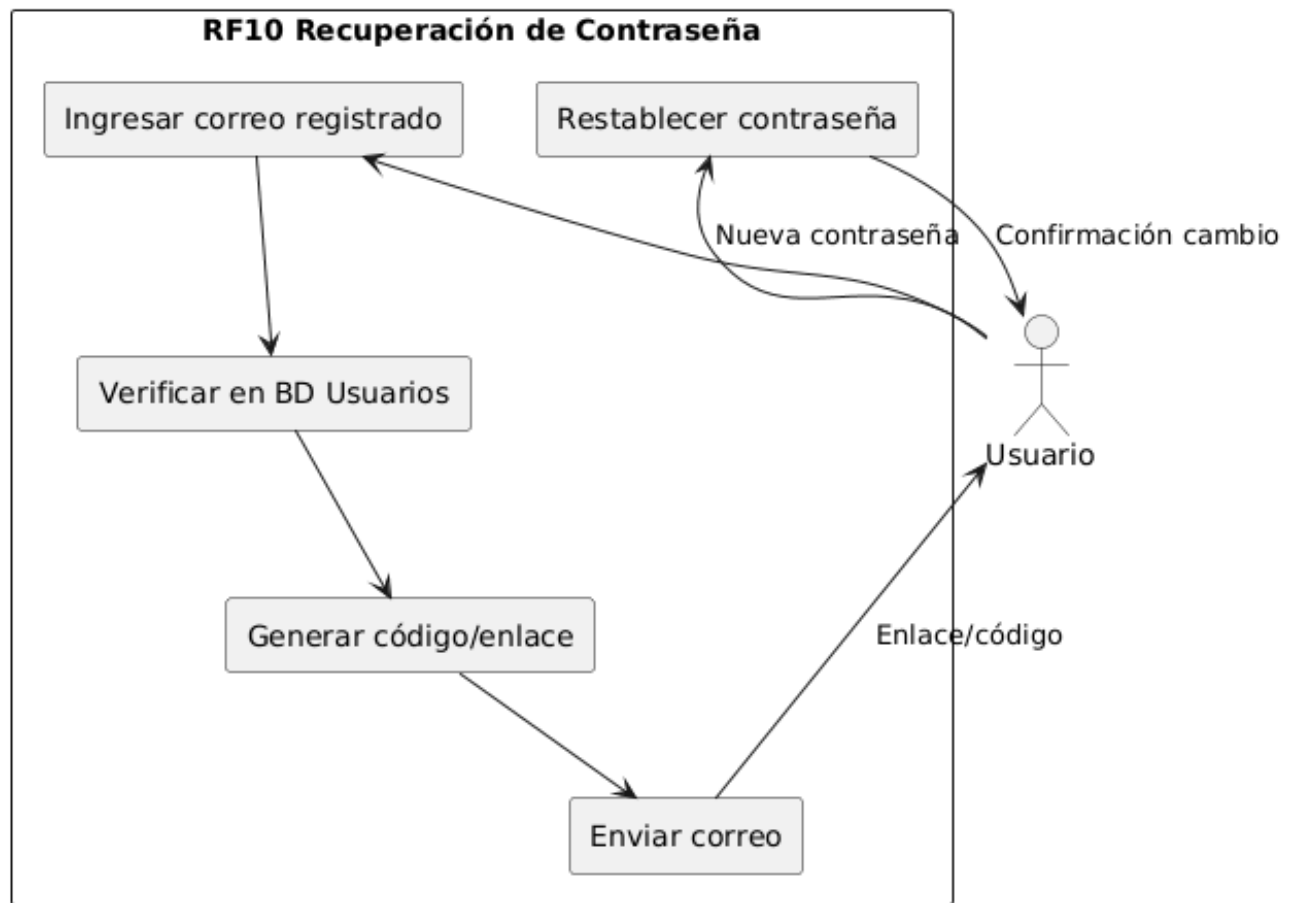 RF10 Recuperación de Contraseña
Ingresar correo registrado
Restablecer contraseña
Nueva contraseña
Confirmación cambio
Verificar en BD Usuarios
Usuario
Generar código/enlace
Enlace/código
Enviar correo